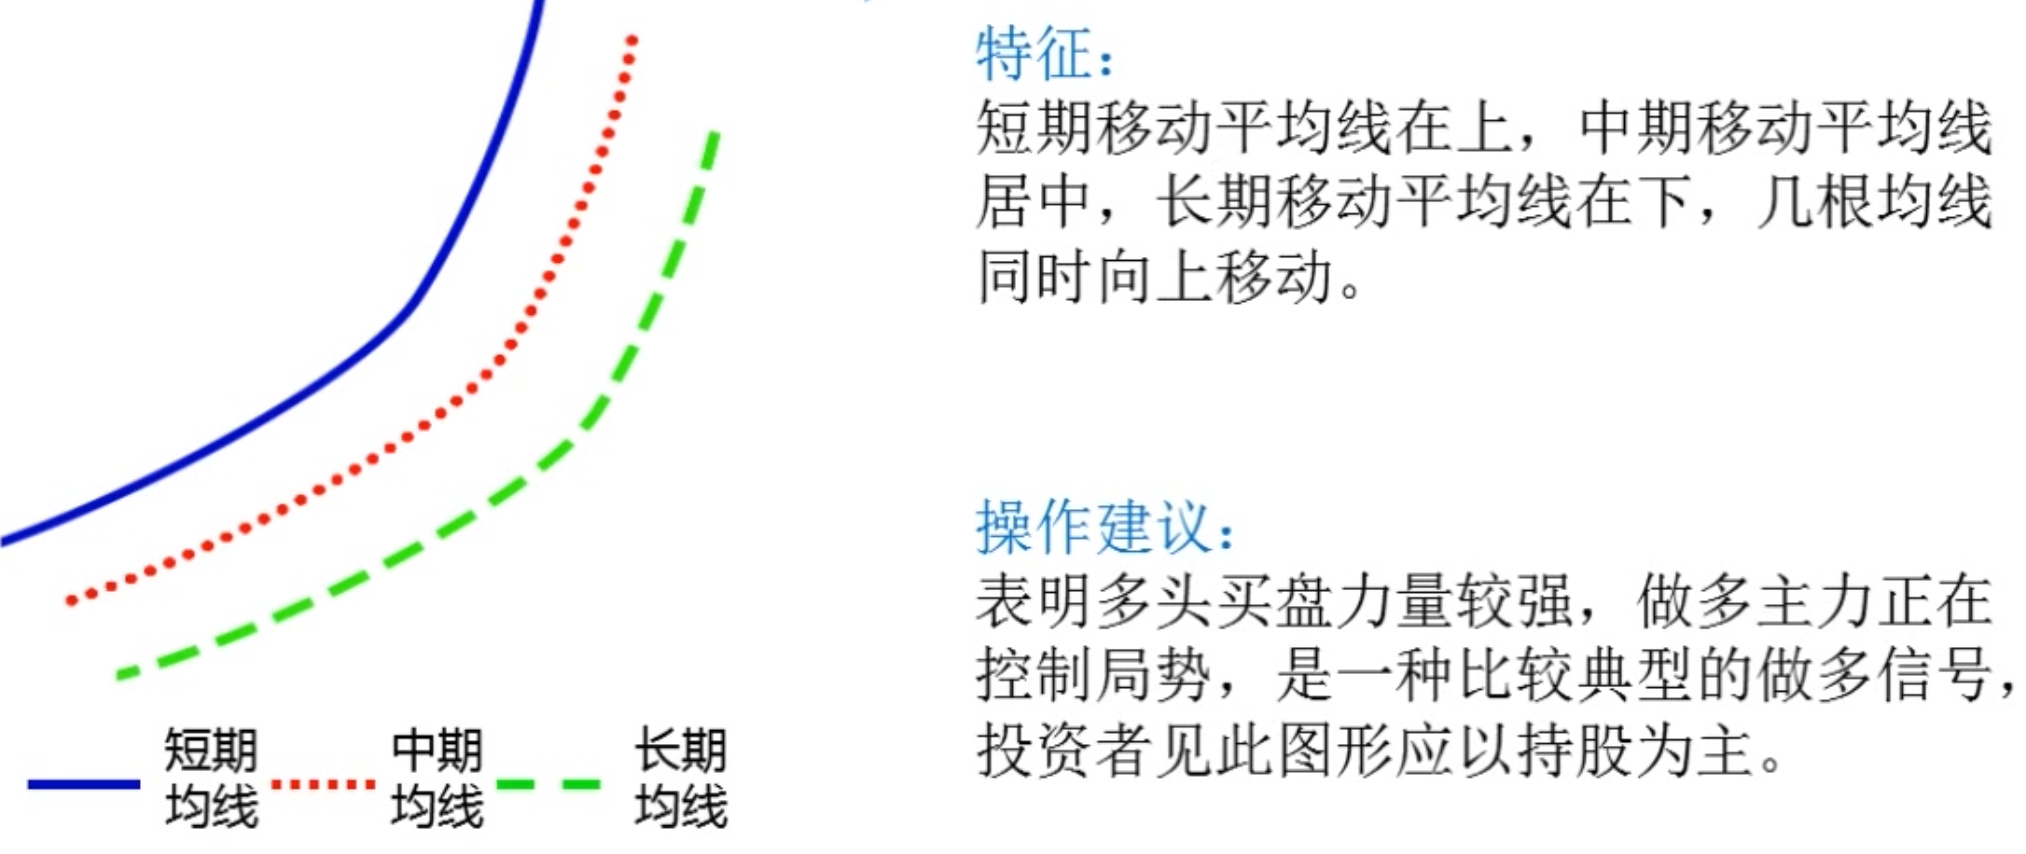 特征：
短期移动平均线在上，中期移动平均线
居中，长期移动平均线在下，几根均线
同时向上移动。
操作建议：
表明多头买盘力量较强，做多主力正在
控制局势，是一种比较典型的做多信号，
投资者见此图形应以持股为主。
短期
均线
中期
均线
长期
均线